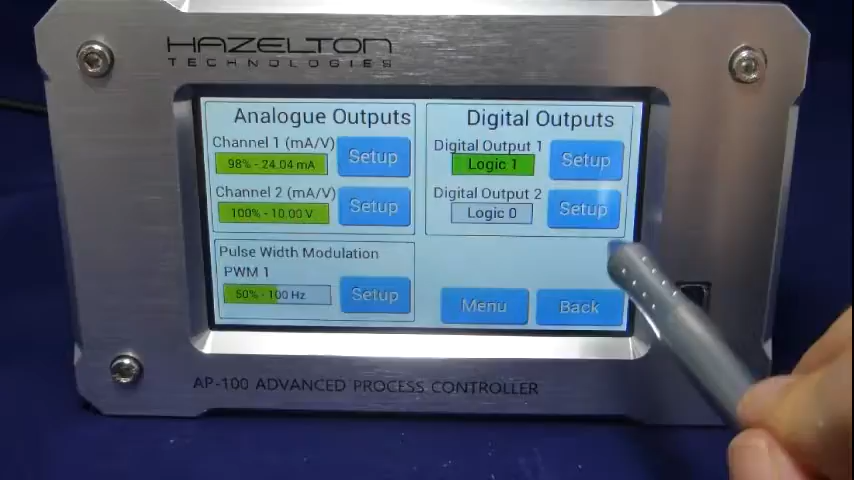 HAZELTON
TECHNOLOGIES
Analogue Outputs
Channel 1 (mA/V)
98% - 24.04 mA
Setup
Channel 2 (mA/V)
100% - 10.00 V
Setup
Pulse Width Modulation
PWM 1
50% - 100 Hz
Setup
Digital Outputs
Digital Output 1
Logic 1
Setup
Digital Output 2
Logic 0
Setup
Menu
Back
AP-100 ADVANCED PROCESS CONTROLLER